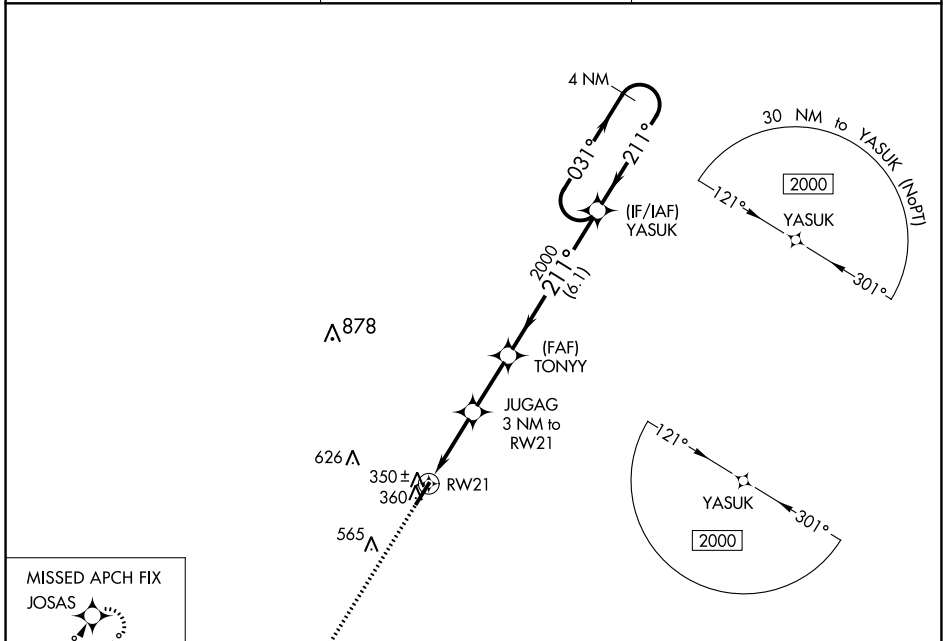 4 NM
031°
211°
(IF/IAF)
YASUK
30 NM to YASUK (NoPT)
2000
121°
YASUK
301°
2000
211°
(6.1)
878
(FAF)
TONYY
JUGAG
3 NM to
RW21
626
350 ±
360
RW21
565
121°
YASUK
301°
2000
MISSED APCH FIX
JOSAS